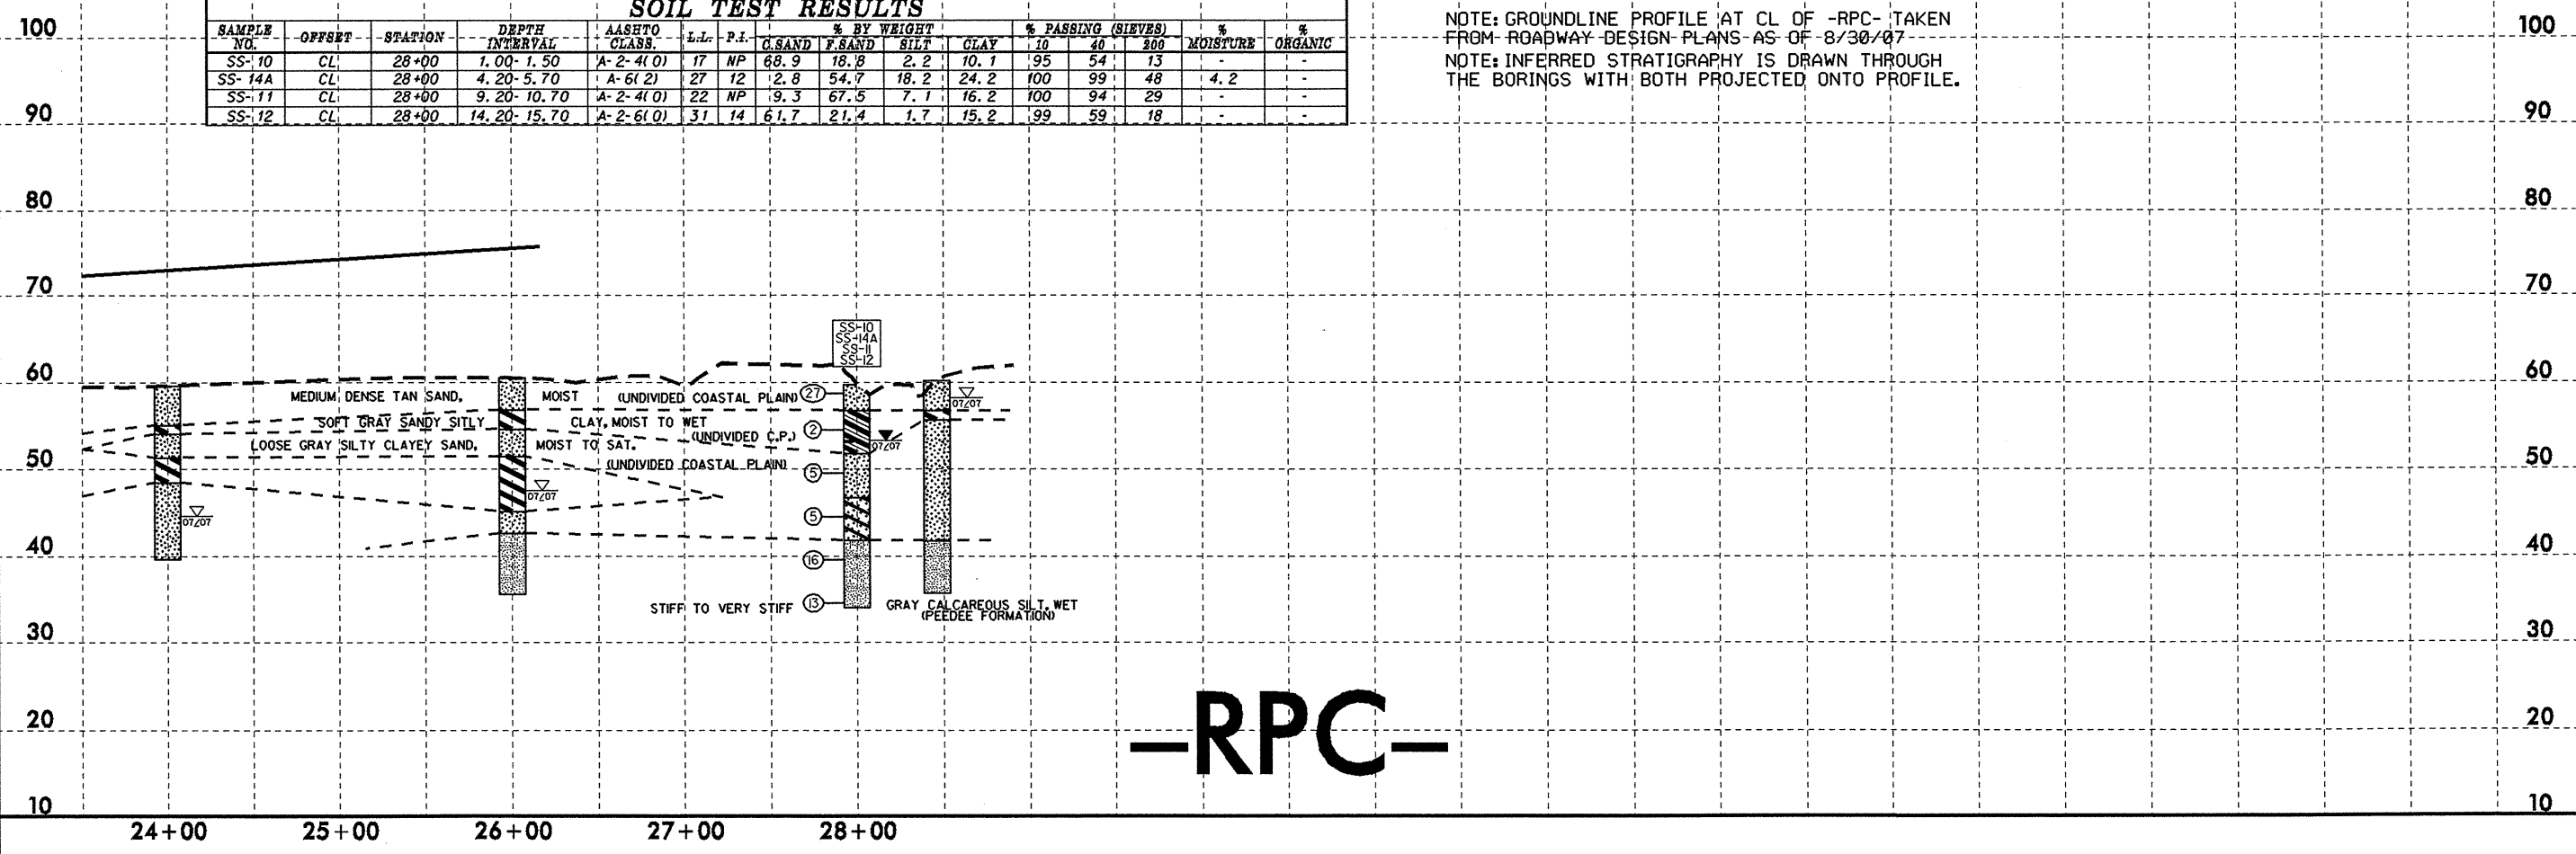 SOIL TEST RESULTS
SAMPLE NO. OFFSET STATION DEPTH INTERVAL AASHTO CLASS. L.L. P.I. % BY WEIGHT C.SAND F.SAND SILT CLAY % PASSING (SIEVES) 10 40 200 % MOISTURE % ORGANIC
SS-10 CL 28+00 1.00-1.50 A-2-4(0) 17 NP 68.9 18.8 2.2 10.1 95 54 13 - -
SS-14A CL 28+00 4.20-5.70 A-6(2) 27 12 2.8 54.7 18.2 24.2 100 99 48 4.2 -
SS-11 CL 28+00 9.20-10.70 A-2-4(0) 22 NP 9.3 67.5 7.1 16.2 100 94 29 - -
SS-12 CL 28+00 14.20-15.70 A-2-6(0) 31 14 61.7 21.4 1.7 15.2 99 59 18 - -
NOTE: GROUNDLINE PROFILE AT CL OF -RPC- TAKEN
FROM ROADWAY DESIGN PLANS AS OF 8/30/07
NOTE: INFERRED STRATIGRAPHY IS DRAWN THROUGH
THE BORINGS WITH BOTH PROJECTED ONTO PROFILE.
100 100
90 90
80 80
70 70
SS-10
SS-14A
SS-11
SS-12
60 60
MEDIUM DENSE TAN SAND, MOIST (UNDIVIDED COASTAL PLAIN) 27
07/07
SOFT GRAY SANDY SITLY CLAY, MOIST TO WET
(UNDIVIDED C.P.) 2
07/07
LOOSE GRAY SILTY CLAYEY SAND, MOIST TO SAT.
(UNDIVIDED COASTAL PLAIN)
50 50
5
07/07
07/07
5
40 40
16
STIFF TO VERY STIFF 13 GRAY CALCAREOUS SILT, WET
(PEEDEE FORMATION)
30 30
20 20
-RPC-
10 10
24+00 25+00 26+00 27+00 28+00